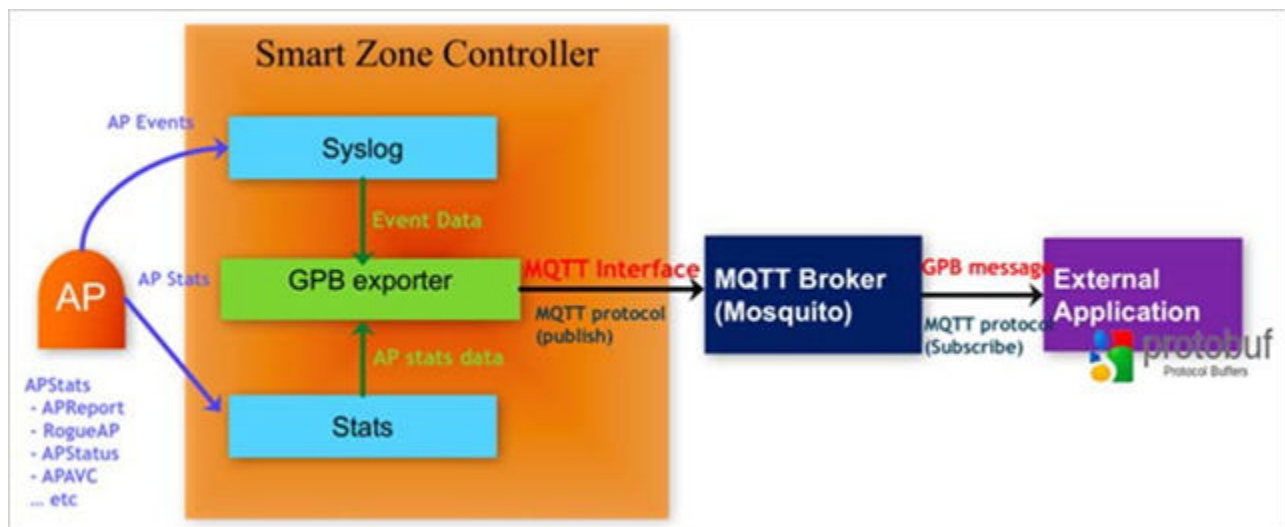 Smart Zone Controller
AP Events
Syslog
Event Data
AP
AP Stats
GPB exporter
MQTT Interface
MQTT protocol
(publish)
MQTT Broker
(Mosquito)
GPB message
MQTT protocol
(Subscribe)
External
Application
protobuf
Protocol Buffers
AP stats data
Stats
APStats
- APReport
- RogueAP
- APStatus
- APAVC
... etc